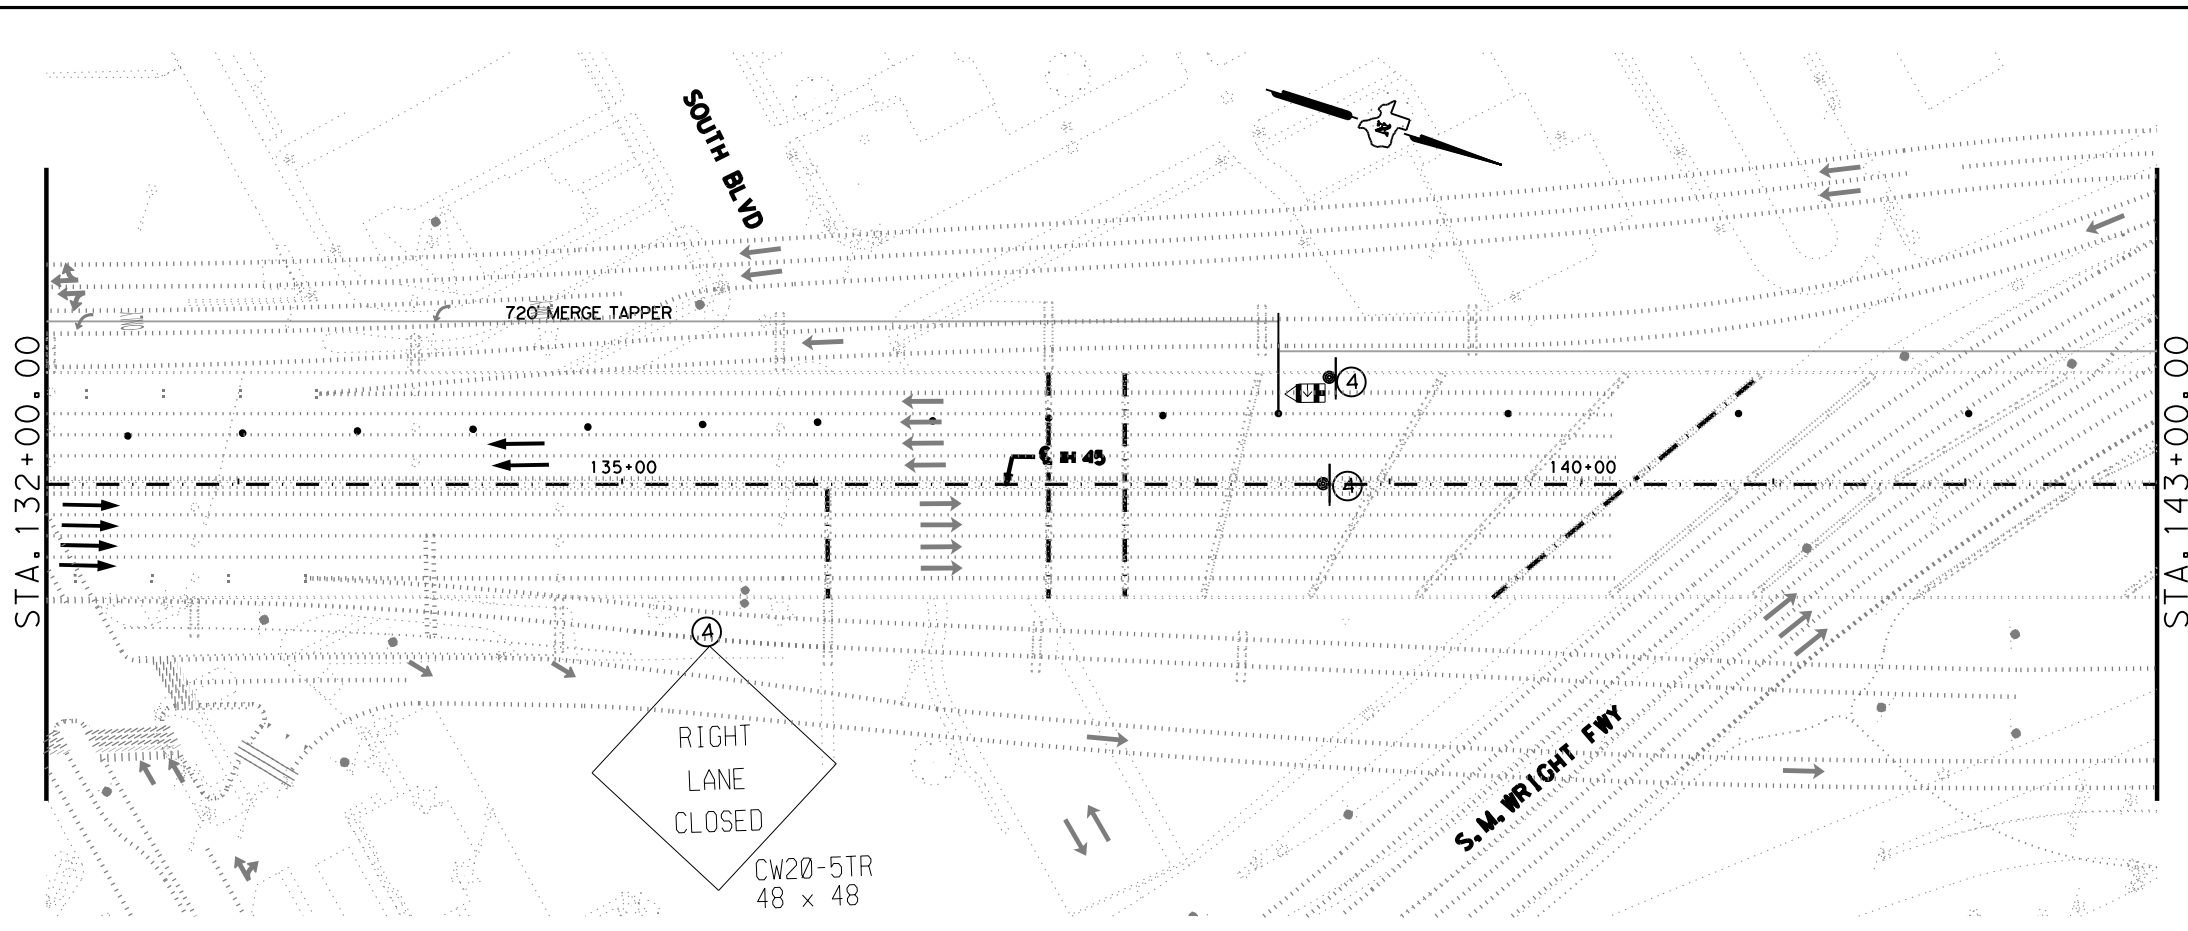 SOUTH BLVD
N
720 MERGE TAPPER
4
STA. 132+00.00
135+00
℄ IH 45
140+00
4
STA. 143+00.00
4
RIGHT
LANE
CLOSED
CW20-5TR
48 x 48
S.M.WRIGHT FWY